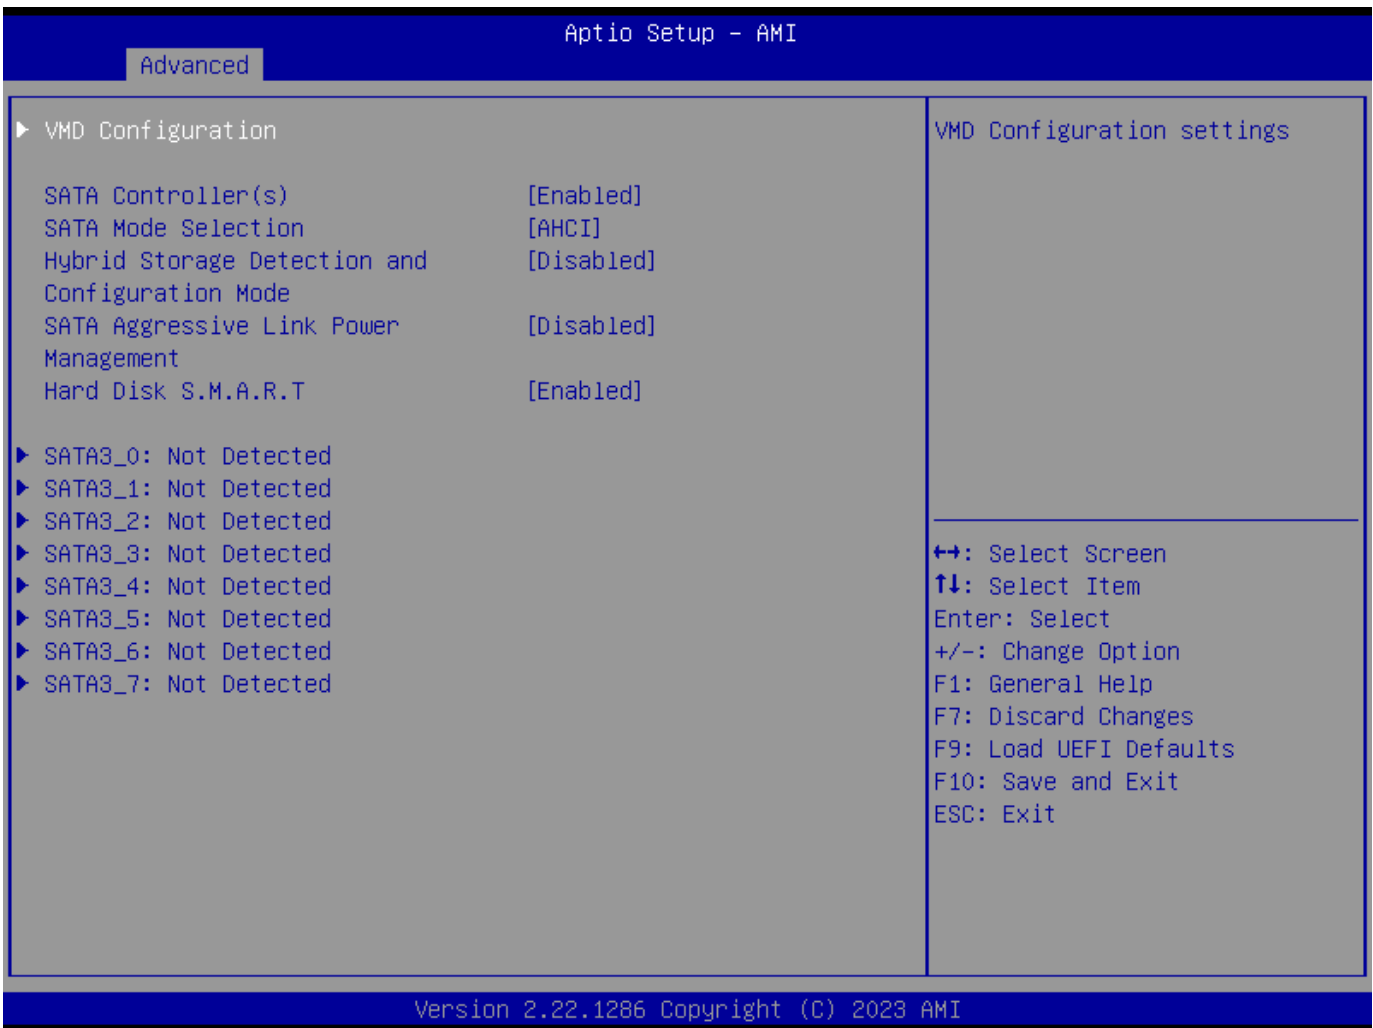 Aptio Setup – AMI
Advanced
VMD Configuration
SATA Controller(s) [Enabled]
SATA Mode Selection [AHCI]
Hybrid Storage Detection and [Disabled]
Configuration Mode
SATA Aggressive Link Power [Disabled]
Management
Hard Disk S.M.A.R.T [Enabled]
SATA3_0: Not Detected
SATA3_1: Not Detected
SATA3_2: Not Detected
SATA3_3: Not Detected
SATA3_4: Not Detected
SATA3_5: Not Detected
SATA3_6: Not Detected
SATA3_7: Not Detected
VMD Configuration settings
↔: Select Screen
↑↓: Select Item
Enter: Select
+/-: Change Option
F1: General Help
F7: Discard Changes
F9: Load UEFI Defaults
F10: Save and Exit
ESC: Exit
Version 2.22.1286 Copyright (C) 2023 AMI